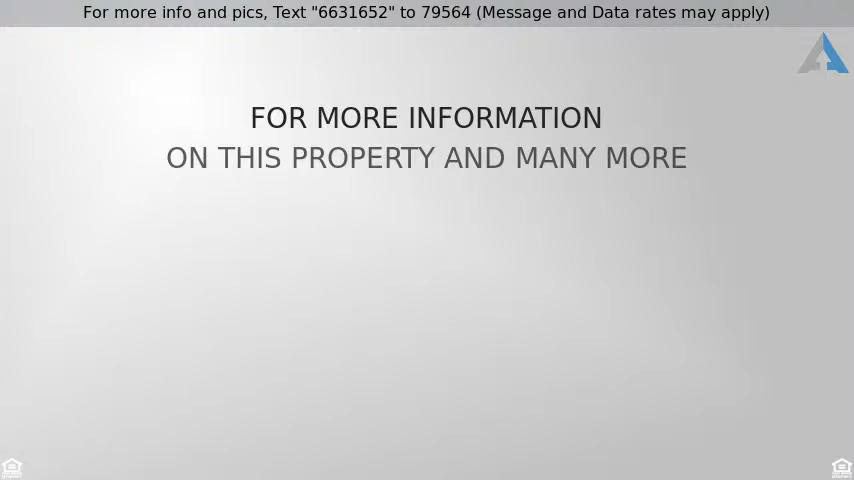 For more info and pics, Text "6631652" to 79564 (Message and Data rates may apply)
FOR MORE INFORMATION
ON THIS PROPERTY AND MANY MORE